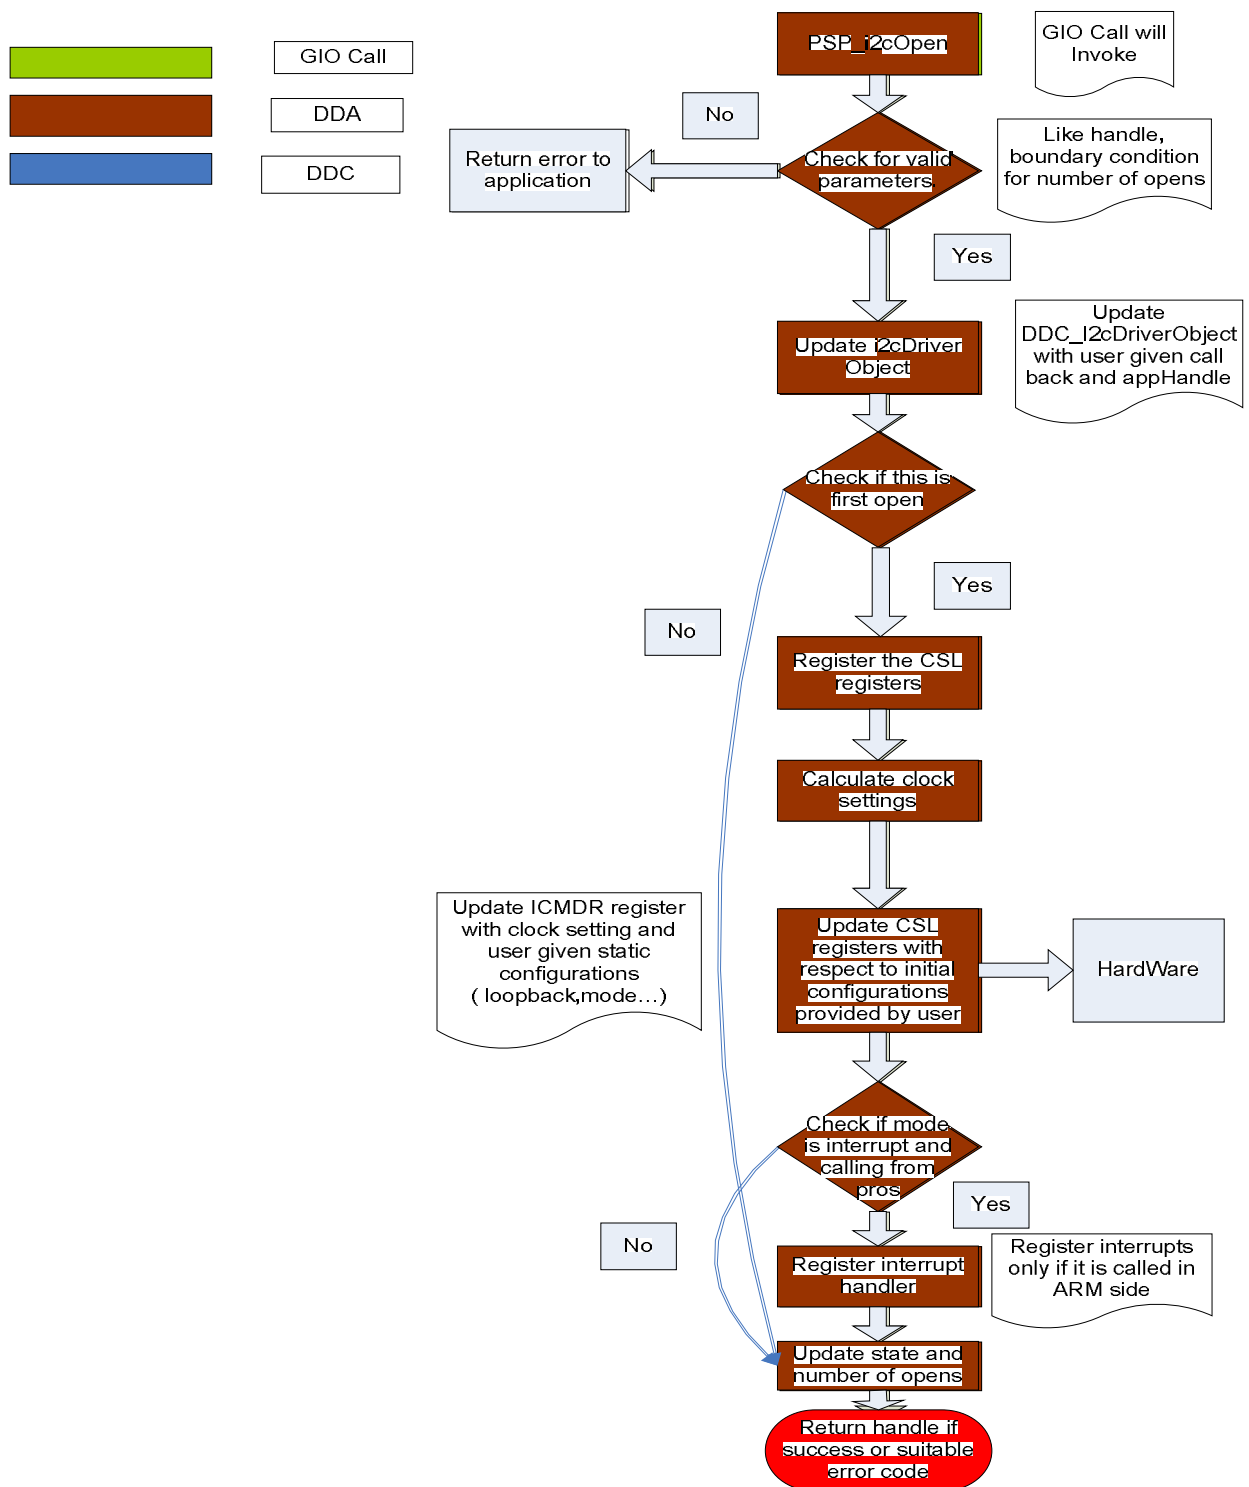 GIO Call
DDA
DDC
PSP_i2cOpen
GIO Call will
Invoke
No
Return error to
application
Check for valid
parameters.
Like handle,
boundary condition
for number of opens
Yes
Update i2cDriver
Object
Update
DDC_I2cDriverObject
with user given call
back and appHandle
Check if this is
first open
Yes
No
Register the CSL
registers
Calculate clock
settings
Update ICMDR register
with clock setting and
user given static
configurations
( loopback,mode...)
Update CSL
registers with
respect to initial
configurations
provided by user
HardWare
Check if mode
is interrupt and
calling from
pros
Yes
No
Register interrupt
handler
Register interrupts
only if it is called in
ARM side
Update state and
number of opens
Return handle if
success or suitable
error code